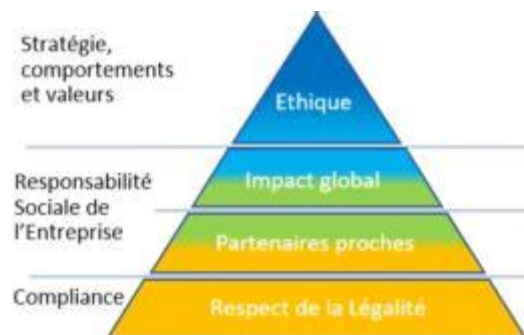 Stratégie,
comportements
et valeurs
Ethique
Responsabilité
Sociale de
l'Entreprise
Impact global
Partenaires proches
Compliance
Respect de la Légalité